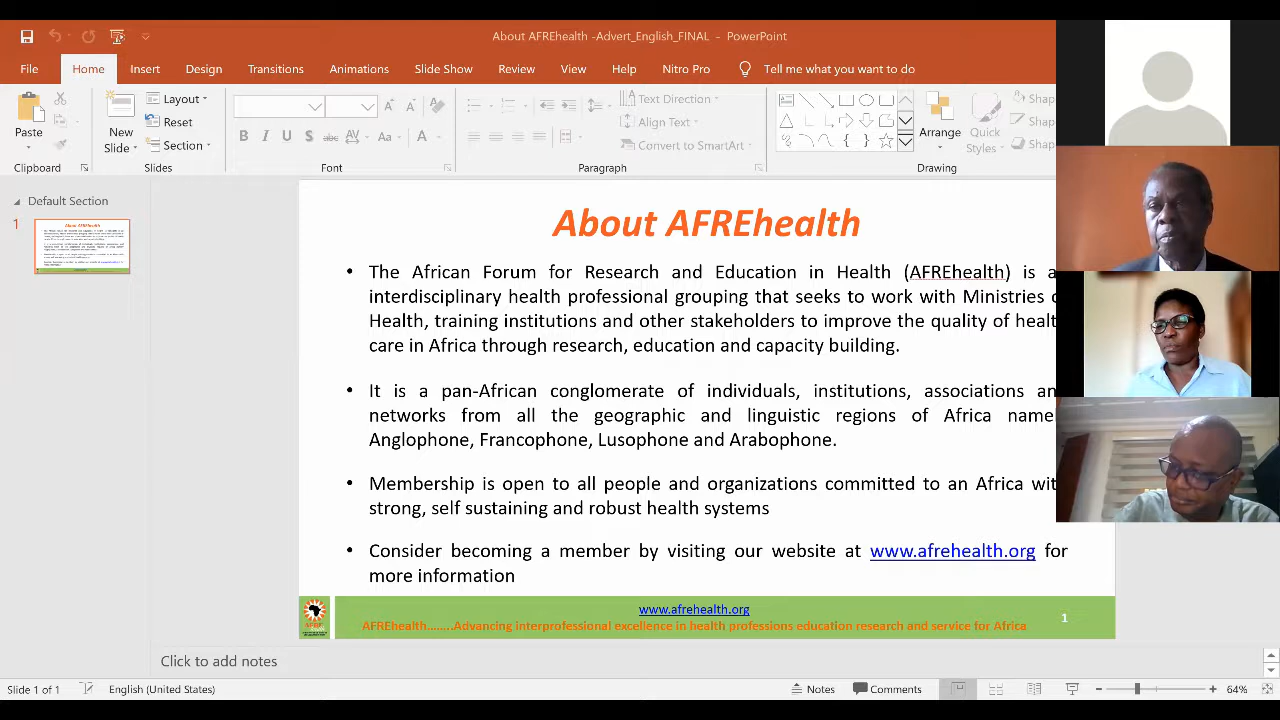 About AFREhealth -Advert_English_FINAL - PowerPoint
File Home Insert Design Transitions Animations Slide Show Review View Help Nitro Pro Tell me what you want to do
Paste
New
Slide
Layout
Reset
Section
B I U S abc AV Aa A
Text Direction
Align Text
Convert to SmartArt
Arrange
Quick
Styles
Shap
Shap
Shap
Clipboard Slides Font Paragraph Drawing
Default Section
1
About AFREhealth
• The African Forum for Research and Education in Health (AFREhealth) is a
interdisciplinary health professional grouping that seeks to work with Ministries
Health, training institutions and other stakeholders to improve the quality of healt
care in Africa through research, education and capacity building.
• It is a pan-African conglomerate of individuals, institutions, associations an
networks from all the geographic and linguistic regions of Africa name
Anglophone, Francophone, Lusophone and Arabophone.
• Membership is open to all people and organizations committed to an Africa wit
strong, self sustaining and robust health systems
• Consider becoming a member by visiting our website at www.afrehealth.org for
more information
www.afrehealth.org
AFREhealth........Advancing interprofessional excellence in health professions education research and service for Africa
1
Click to add notes
Slide 1 of 1 English (United States) Notes Comments 64%